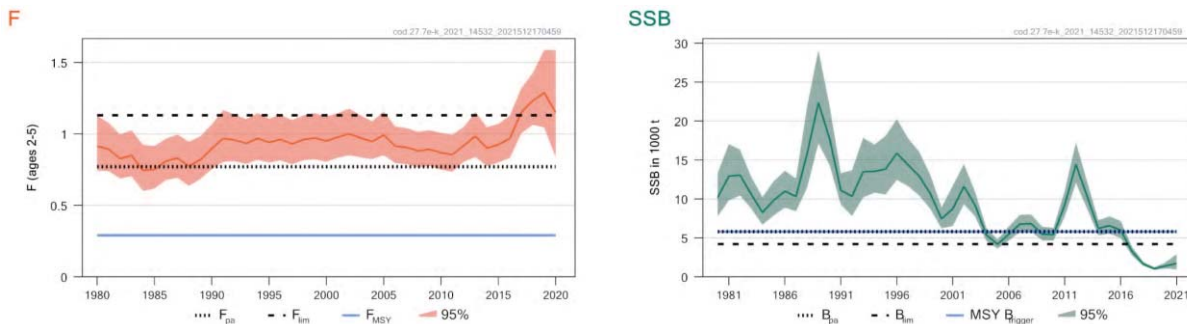 F
cod.27.7e-k_2021_14532_2021512170459
F (ages 2-5)
1.5
1
0.5
0
1980 1985 1990 1995 2000 2005 2010 2015 2020
Fpa Flim FMSY 95%
SSB
cod.27.7e-k_2021_14532_2021512170459
SSB in 1000 t
30
25
20
15
10
5
0
1981 1986 1991 1996 2001 2006 2011 2016 2021
Bpa Blim MSY Btrigger 95%